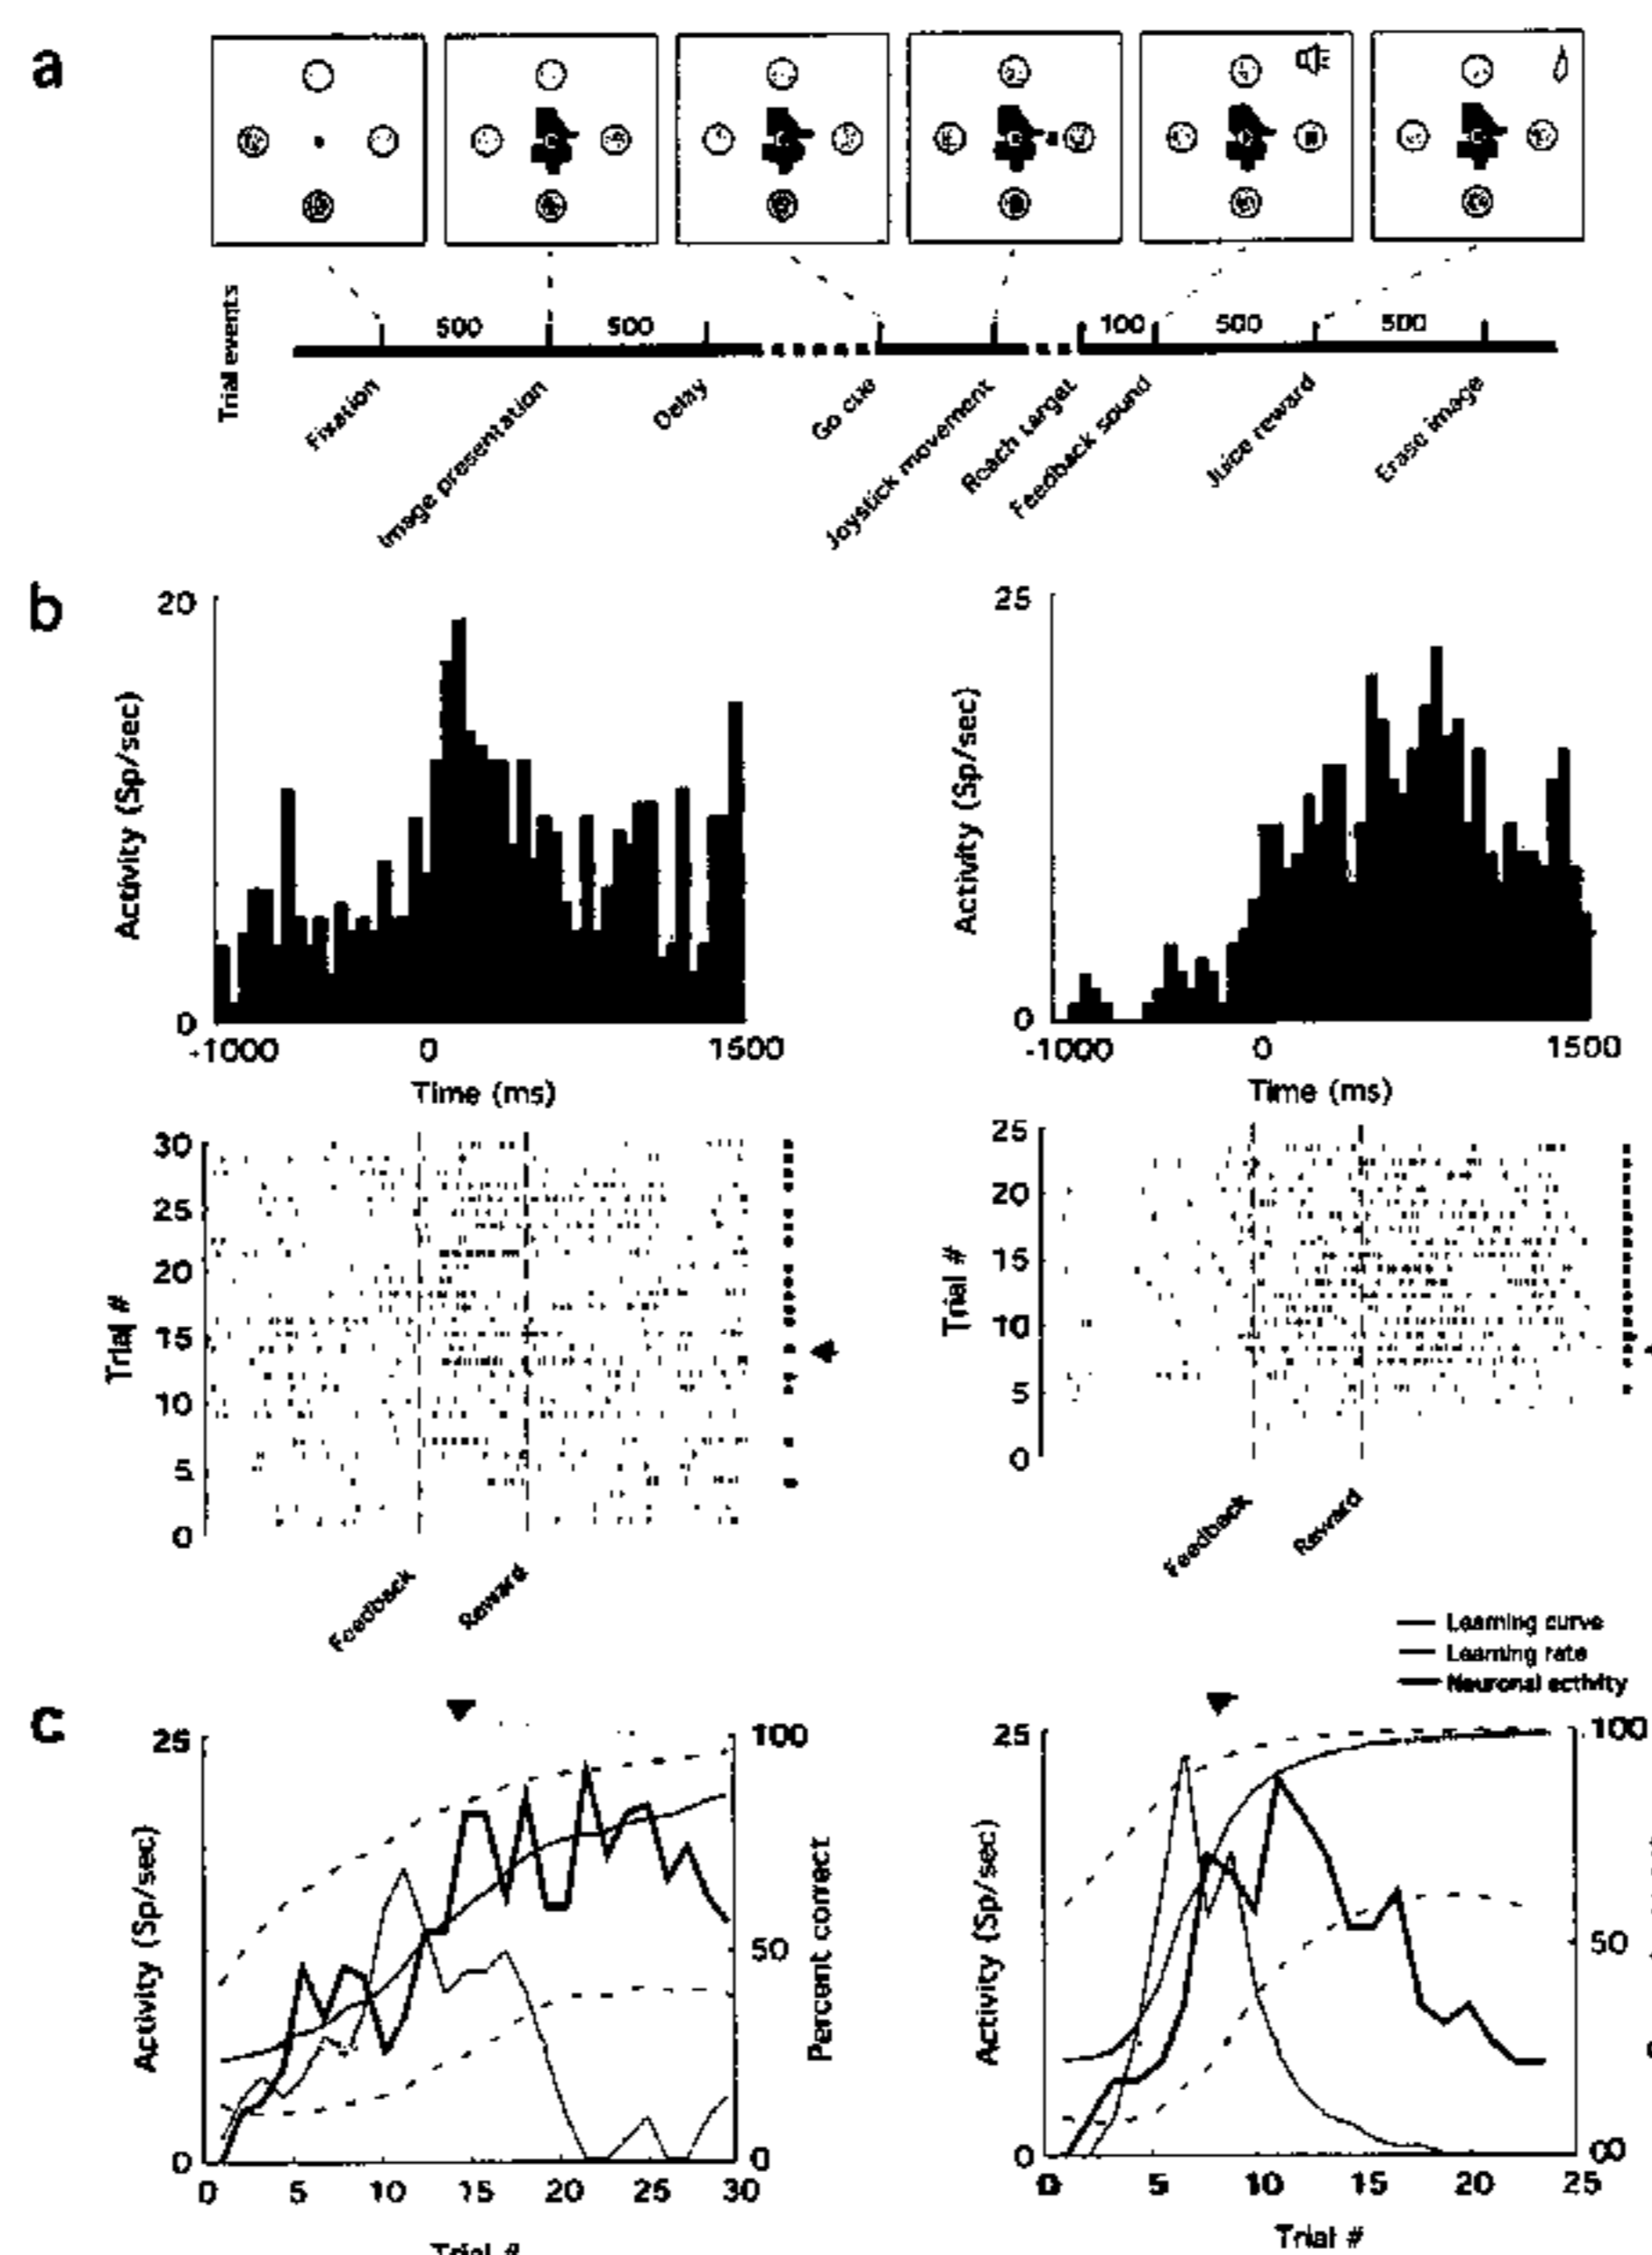 a
Trial events
500 500 100 500 500
Fixation
Image presentation
Delay
Go cue
Joystick movement
Reach target
Feedback sound
Juice reward
Erase image
b
20
0
Activity (Sp/sec)
-1000 0 1500
Time (ms)
25
0
Activity (Sp/sec)
-1000 0 1500
Time (ms)
30
25
20
15
10
5
0
Trial #
Feedback
Reward
25
20
15
10
5
0
Trial #
Feedback
Reward
Learning curve
Learning rate
Neuronal activity
c
25
0
Activity (Sp/sec)
100
50
0
Percent correct
0 5 10 15 20 25 30
Trial #
25
0
Activity (Sp/sec)
100
50
0
0 5 10 15 20 25
Trial #